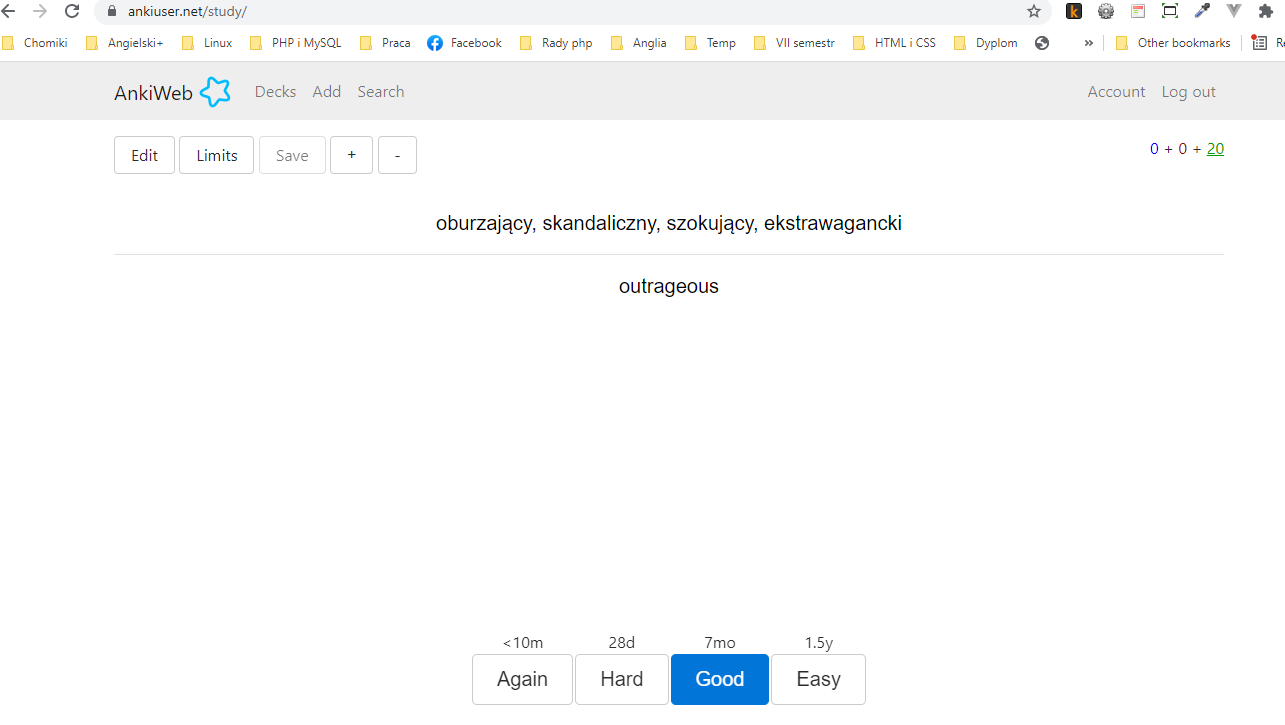 ankiuser.net/study/
Chomiki Angielski+ Linux PHP i MySQL Praca Facebook Rady php Anglia Temp VII semestr HTML i CSS Dyplom » Other bookmarks
AnkiWeb Decks Add Search Account Log out
Edit Limits Save + - 0 + 0 + 20
oburzający, skandaliczny, szokujący, ekstrawagancki
outrageous
<10m 28d 7mo 1.5y
Again Hard Good Easy